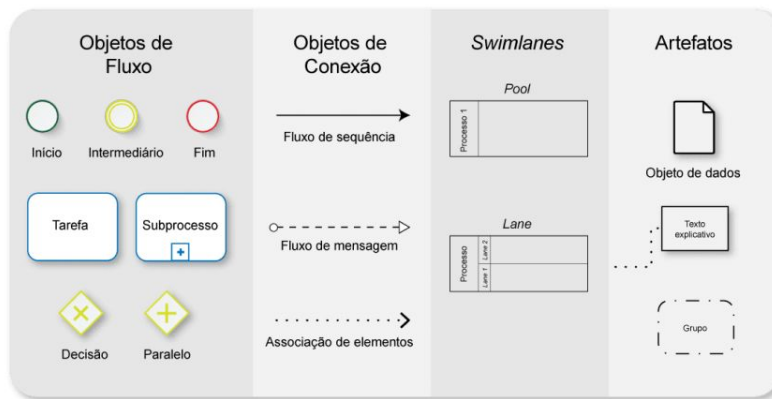 Objetos de
Fluxo
Início
Intermediário
Fim
Tarefa
Subprocesso
Decisão
Paralelo
Objetos de
Conexão
Fluxo de sequência
Fluxo de mensagem
Associação de elementos
Swimlanes
Pool
Processo 1
Lane
Processo
Lane 2
Lane 1
Artefatos
Objeto de dados
Texto
explicativo
Grupo